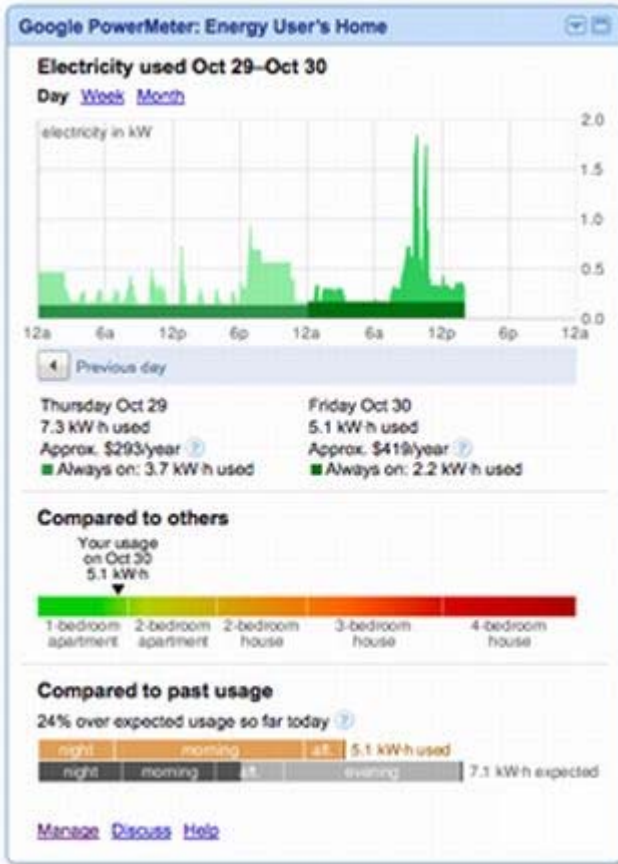 Google PowerMeter: Energy User's Home
Electricity used Oct 29–Oct 30
Day Week Month
electricity in kW
2.0
1.5
1.0
0.5
0.0
12a 6a 12p 6p 12a 6a 12p 6p 12a
Previous day
Thursday Oct 29
7.3 kW·h used
Approx. $293/year ?
Always on: 3.7 kW·h used
Friday Oct 30
5.1 kW·h used
Approx. $419/year ?
Always on: 2.2 kW·h used
Compared to others
Your usage
on Oct 30
5.1 kW·h
1-bedroom apartment
2-bedroom apartment
2-bedroom house
3-bedroom house
4-bedroom house
Compared to past usage
24% over expected usage so far today ?
night morning aft. 5.1 kW·h used
night morning aft. evening 7.1 kW·h expected
Manage Discuss Help